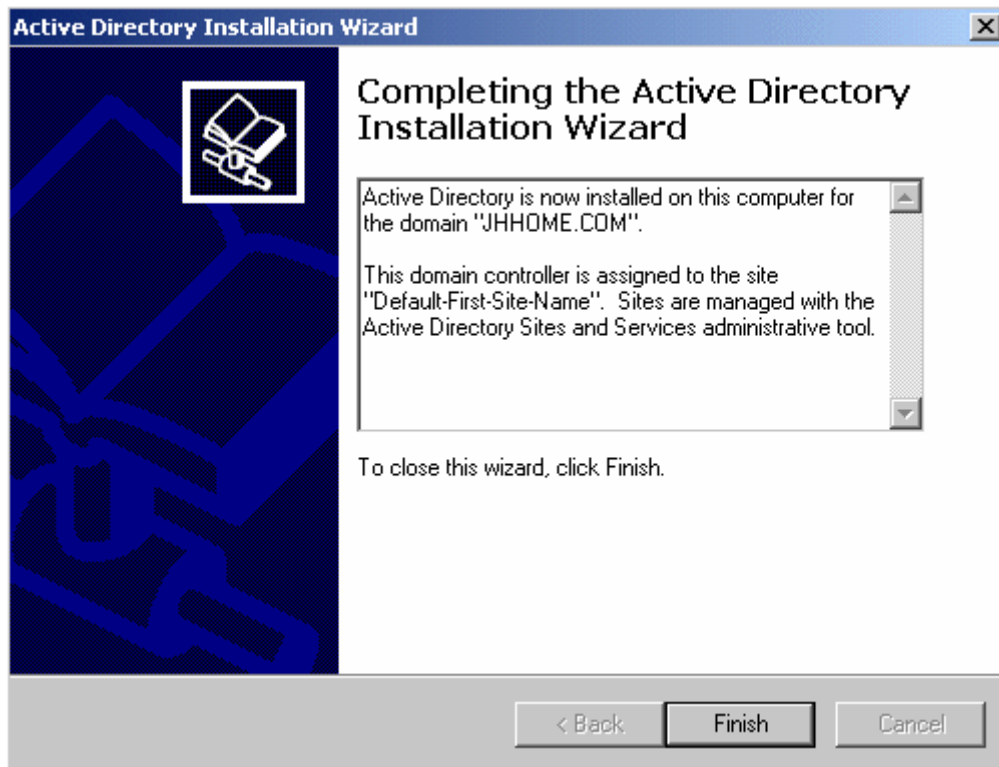 Active Directory Installation Wizard
Completing the Active Directory
Installation Wizard
Active Directory is now installed on this computer for
the domain "JHHOME.COM".
This domain controller is assigned to the site
"Default-First-Site-Name".  Sites are managed with the
Active Directory Sites and Services administrative tool.
To close this wizard, click Finish.
< Back
Finish
Cancel